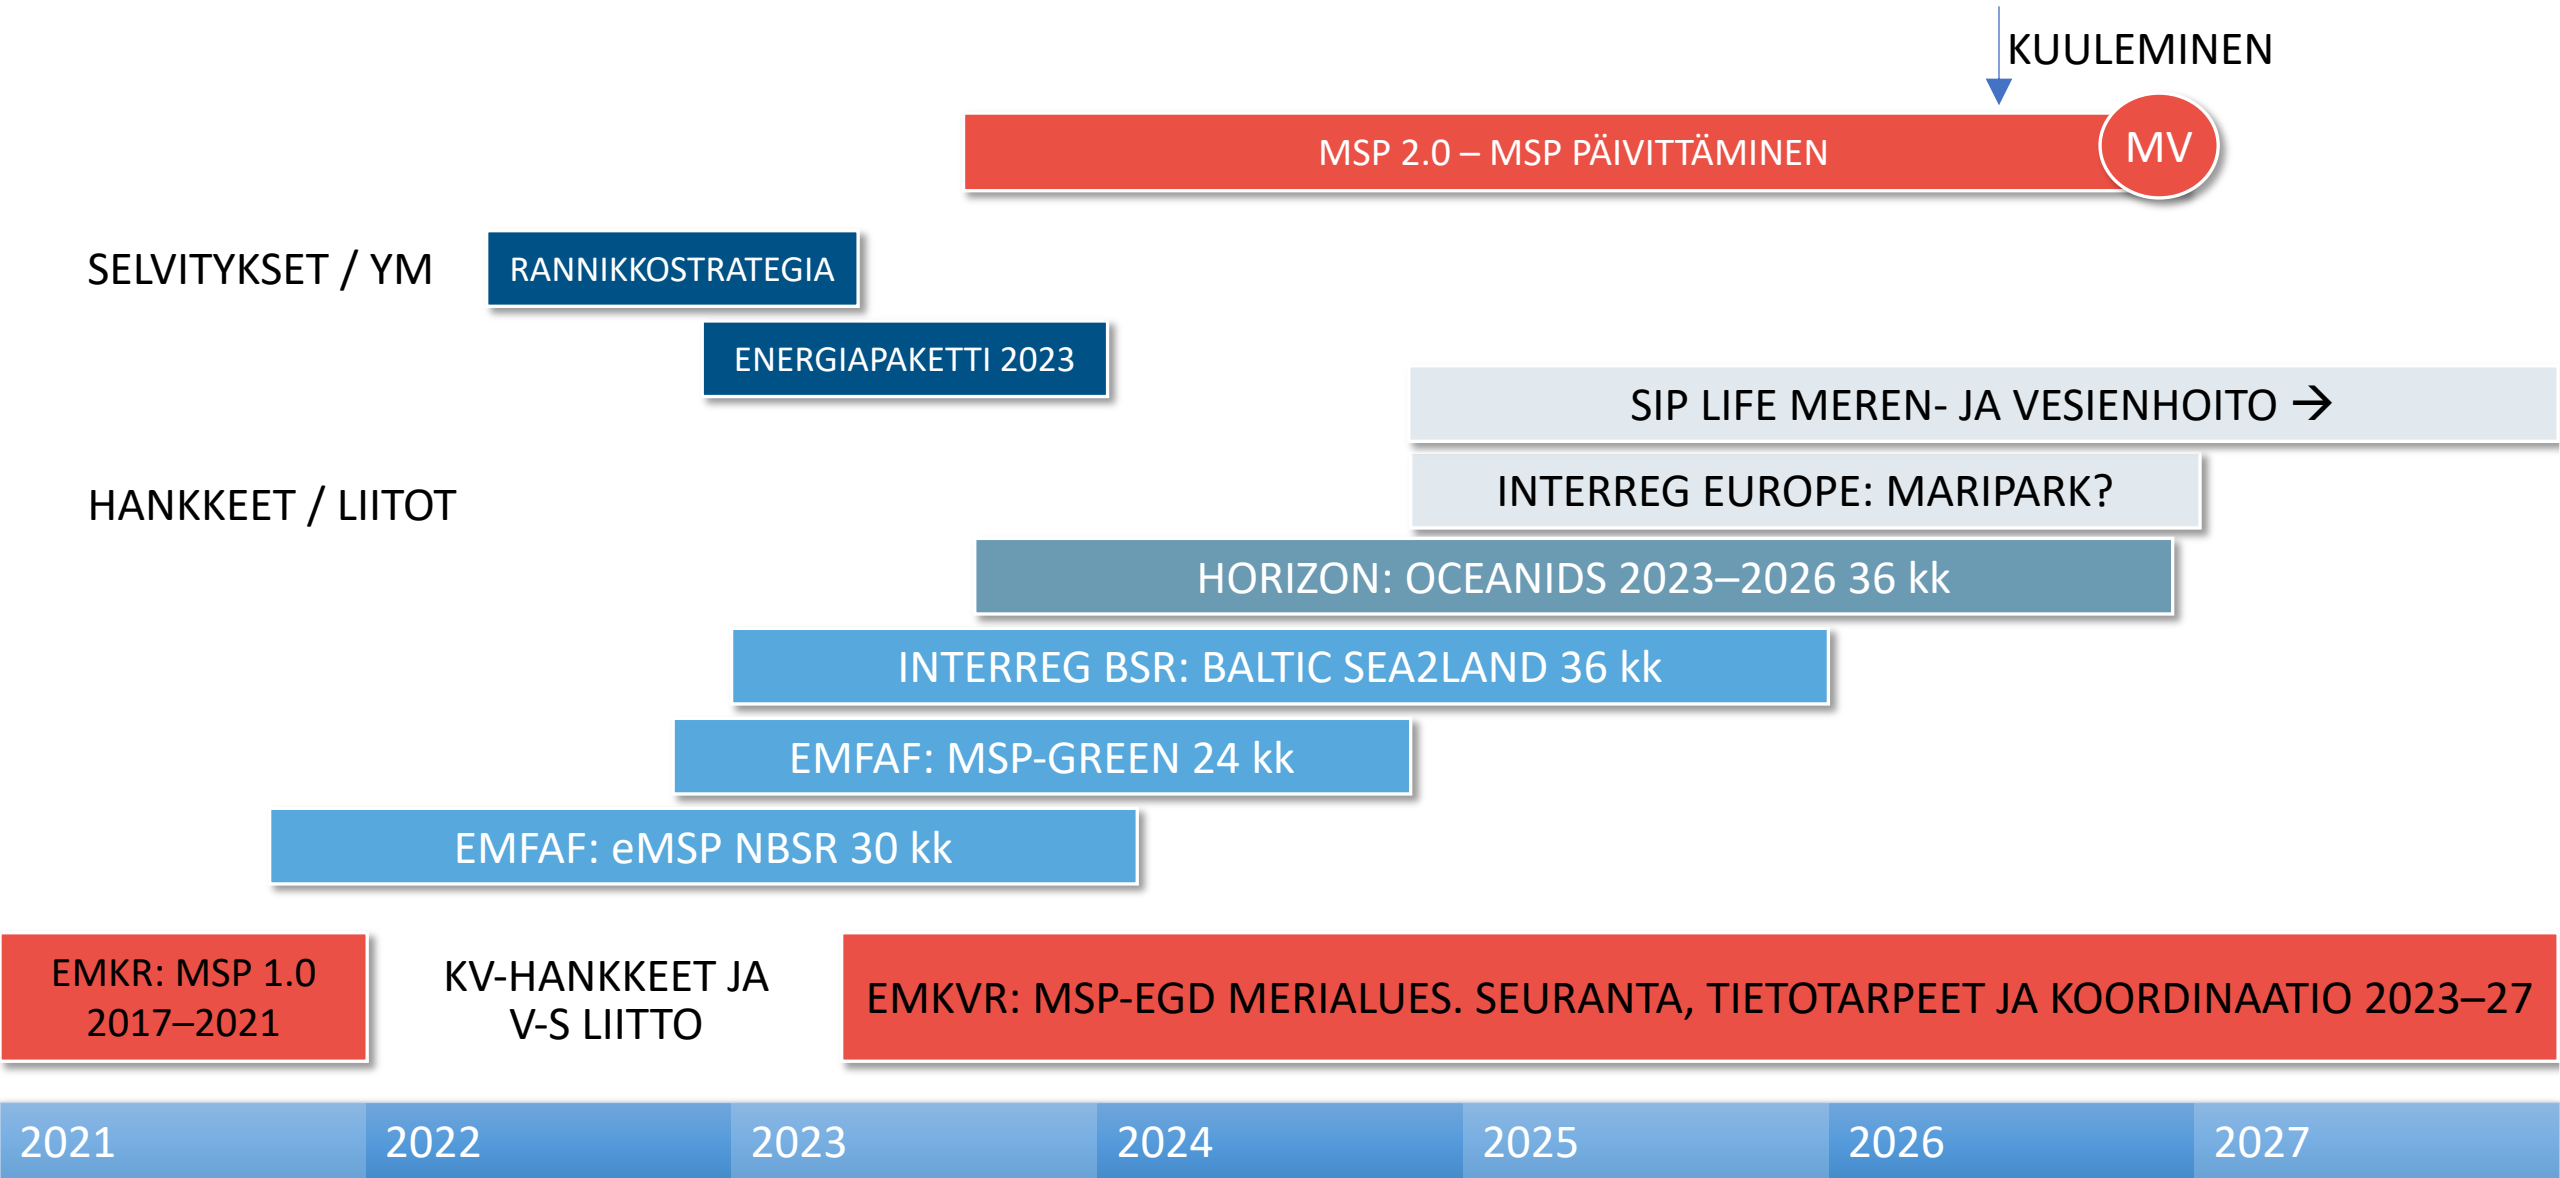 KUULEMINEN
MSP 2.0 – MSP PÄIVITTÄMINEN
MV
SELVITYKSET / YM
RANNIKKOSTRATEGIA
ENERGIAPAKETTI 2023
SIP LIFE MEREN- JA VESIENHOITO →
HANKKEET / LIITOT
INTERREG EUROPE: MARIPARK?
HORIZON: OCEANIDS 2023–2026 36 kk
INTERREG BSR: BALTIC SEA2LAND 36 kk
EMFAF: MSP-GREEN 24 kk
EMFAF: eMSP NBSR 30 kk
EMKR: MSP 1.0
2017–2021
KV-HANKKEET JA
V-S LIITTO
EMKVR: MSP-EGD MERIALUES. SEURANTA, TIETOTARPEET JA KOORDINAATIO 2023–27
2021 2022 2023 2024 2025 2026 2027